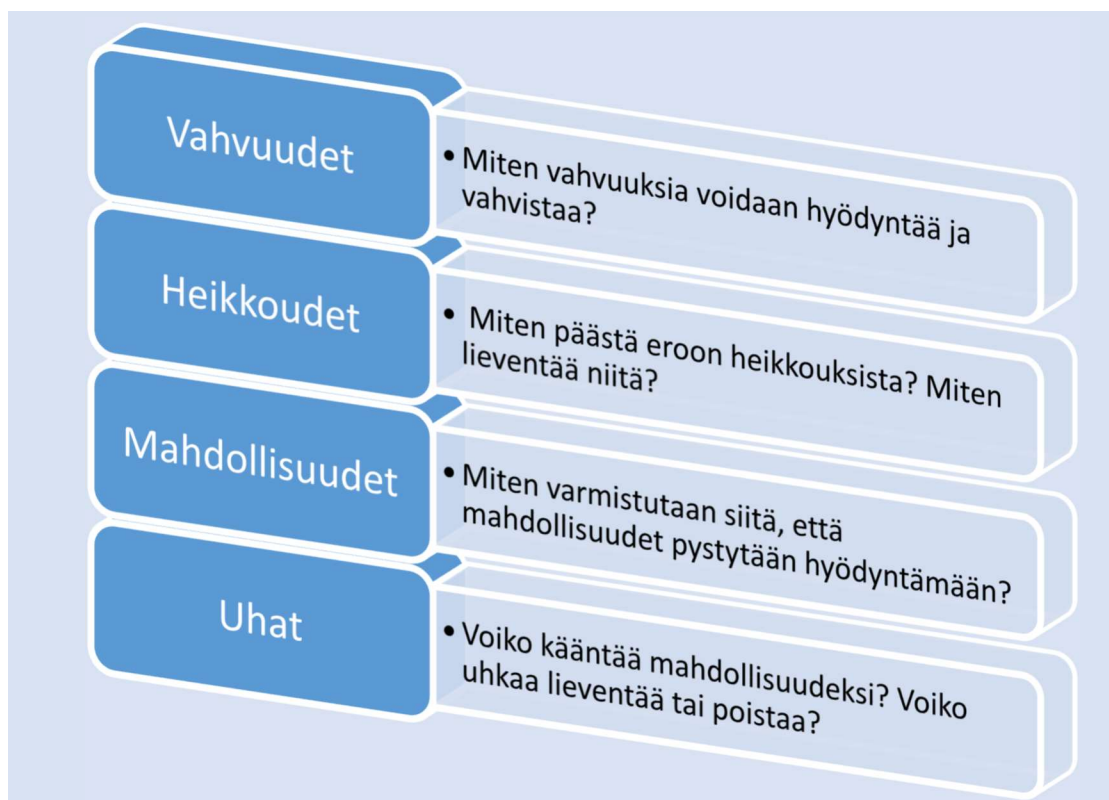 Vahvuudet
• Miten vahvuuksia voidaan hyödyntää ja
vahvistaa?
Heikkoudet
• Miten päästä eroon heikkouksista? Miten
lieventää niitä?
Mahdollisuudet
• Miten varmistutaan siitä, että
mahdollisuudet pystytään hyödyntämään?
Uhat
• Voiko kääntää mahdollisuudeksi? Voiko
uhkaa lieventää tai poistaa?